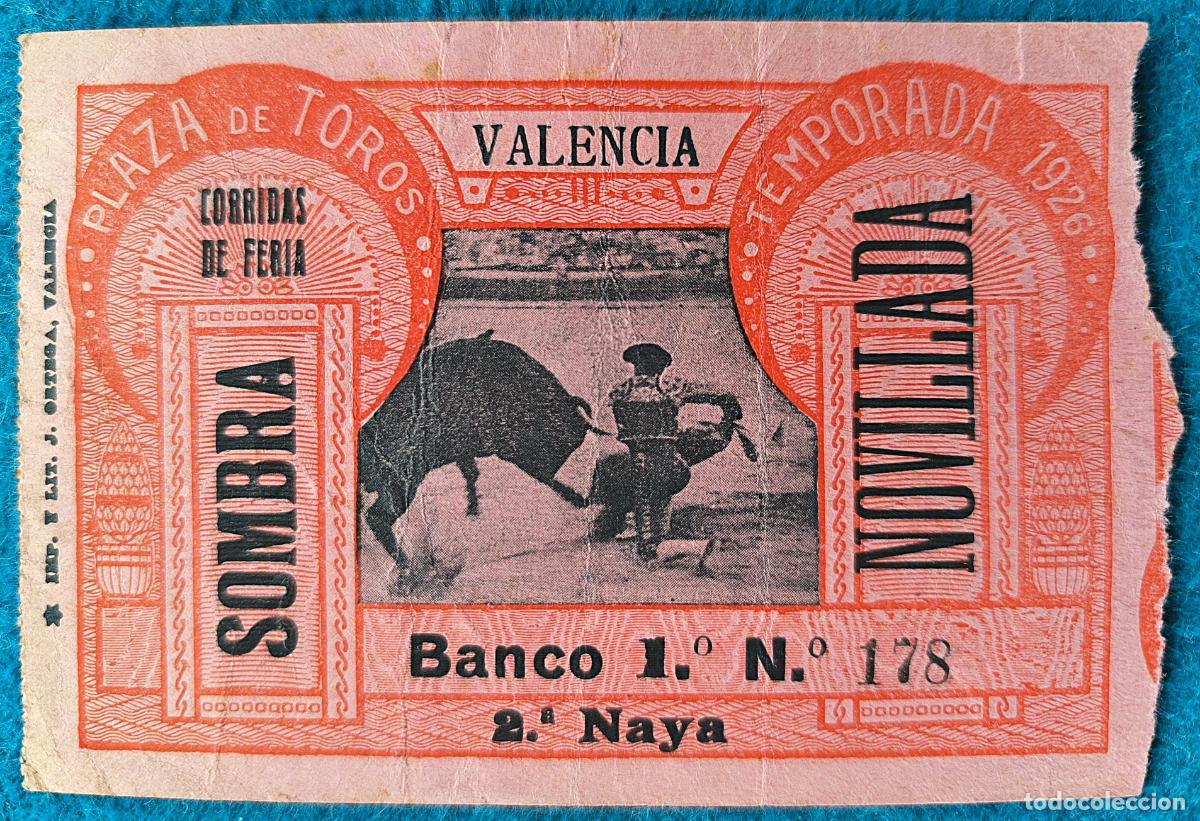 PLAZA DE TOROS
VALENCIA
TEMPORADA 1926
CORRIDAS
DE FERIA
SOMBRA
NOVILLADA
Banco 1.º N.º 178
2.ª Naya
IMP. Y LIT. J. ORTEGA, VALENCIA
todocoleccion